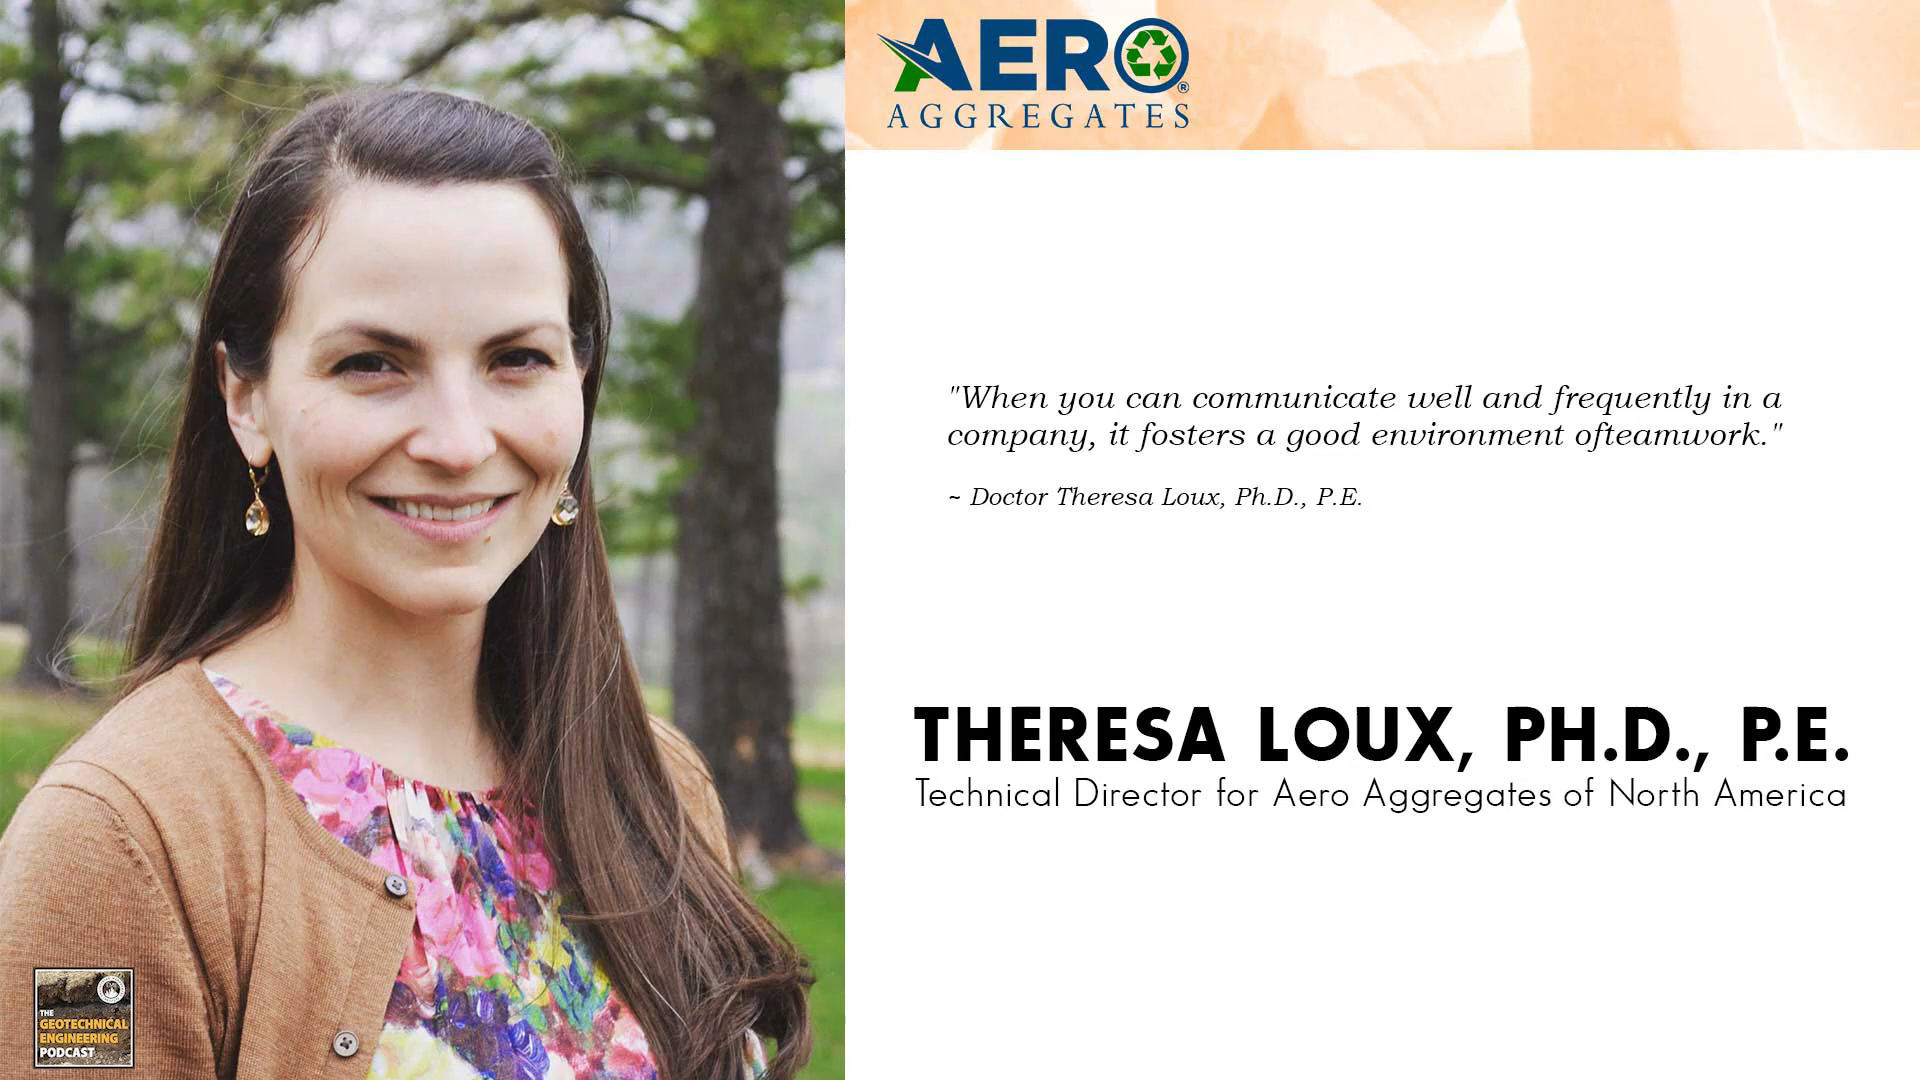 AERO®
AGGREGATES
"When you can communicate well and frequently in a
company, it fosters a good environment ofteamwork."
~ Doctor Theresa Loux, Ph.D., P.E.
THERESA LOUX, PH.D., P.E.
Technical Director for Aero Aggregates of North America
THE
GEOTECHNICAL
ENGINEERING
PODCAST